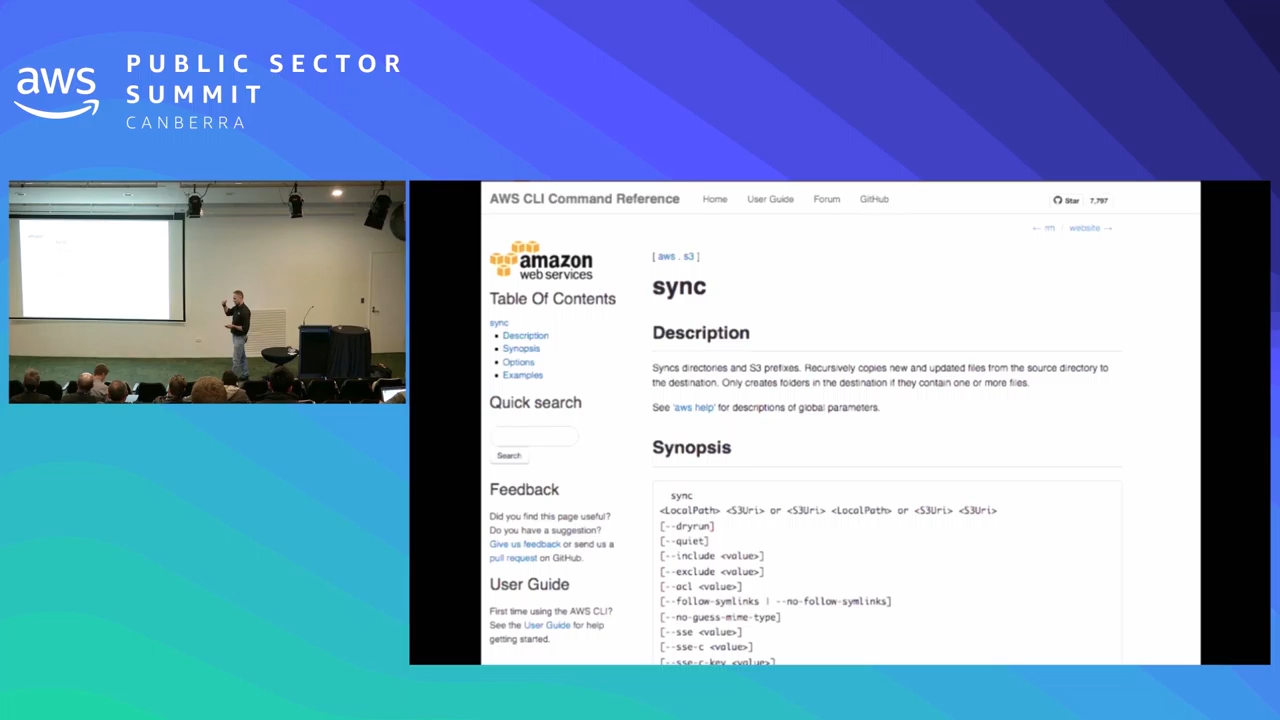 aws
PUBLIC SECTOR
SUMMIT
CANBERRA
AWS CLI Command Reference
Home
User Guide
Forum
GitHub
Star
7,797
← rm / website →
amazon
web services
[ aws . s3 ]
sync
Table Of Contents
sync
• Description
• Synopsis
• Options
• Examples
Quick search
Search
Feedback
Did you find this page useful?
Do you have a suggestion?
Give us feedback or send us a
pull request on GitHub.
User Guide
First time using the AWS CLI?
See the User Guide for help
getting started.
Description
Syncs directories and S3 prefixes. Recursively copies new and updated files from the source directory to
the destination. Only creates folders in the destination if they contain one or more files.
See 'aws help' for descriptions of global parameters.
Synopsis
sync
<LocalPath> <S3Uri> or <S3Uri> <LocalPath> or <S3Uri> <S3Uri>
[--dryrun]
[--quiet]
[--include <value>]
[--exclude <value>]
[--acl <value>]
[--follow-symlinks | --no-follow-symlinks]
[--no-guess-mime-type]
[--sse <value>]
[--sse-c <value>]
[--sse-c-key <value>]